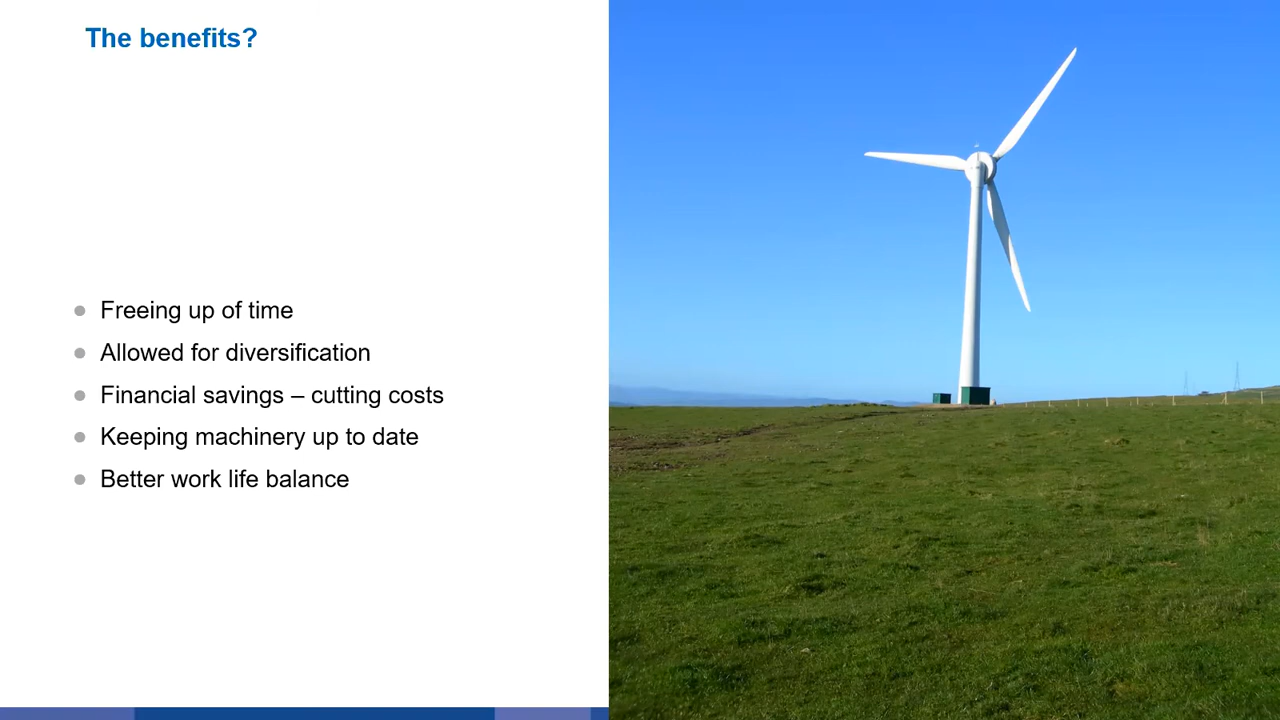 The benefits?
Freeing up of time
Allowed for diversification
Financial savings – cutting costs
Keeping machinery up to date
Better work life balance